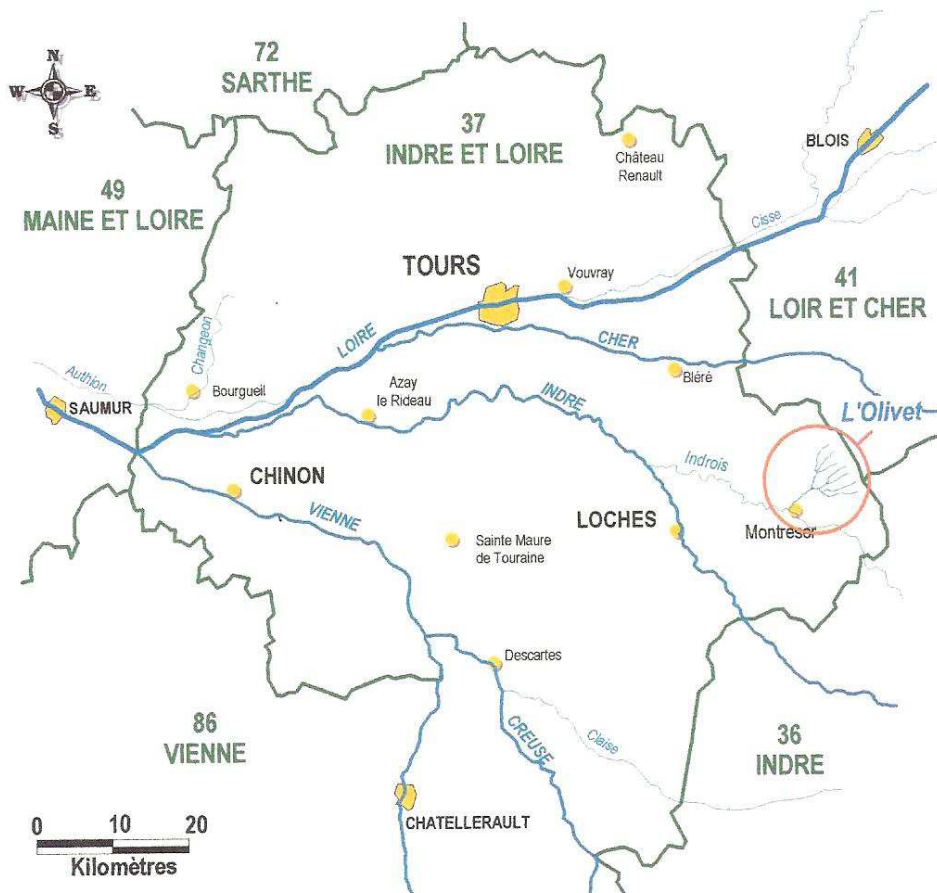 72
SARTHE
N
W E
S
37
INDRE ET LOIRE
Château
Renault
BLOIS
49
MAINE ET LOIRE
Cisse
TOURS
Vouvray
41
LOIR ET CHER
LOIRE
CHER
Changeon
Authion
Bourgueil
Azay
le Rideau
Bléré
INDRE
SAUMUR
L'Olivet
Indrois
CHINON
VIENNE
LOCHES
Montrésor
Sainte Maure
de Touraine
Descartes
86
VIENNE
CREUSE
Claise
36
INDRE
CHATELLERAULT
0 10 20
Kilomètres